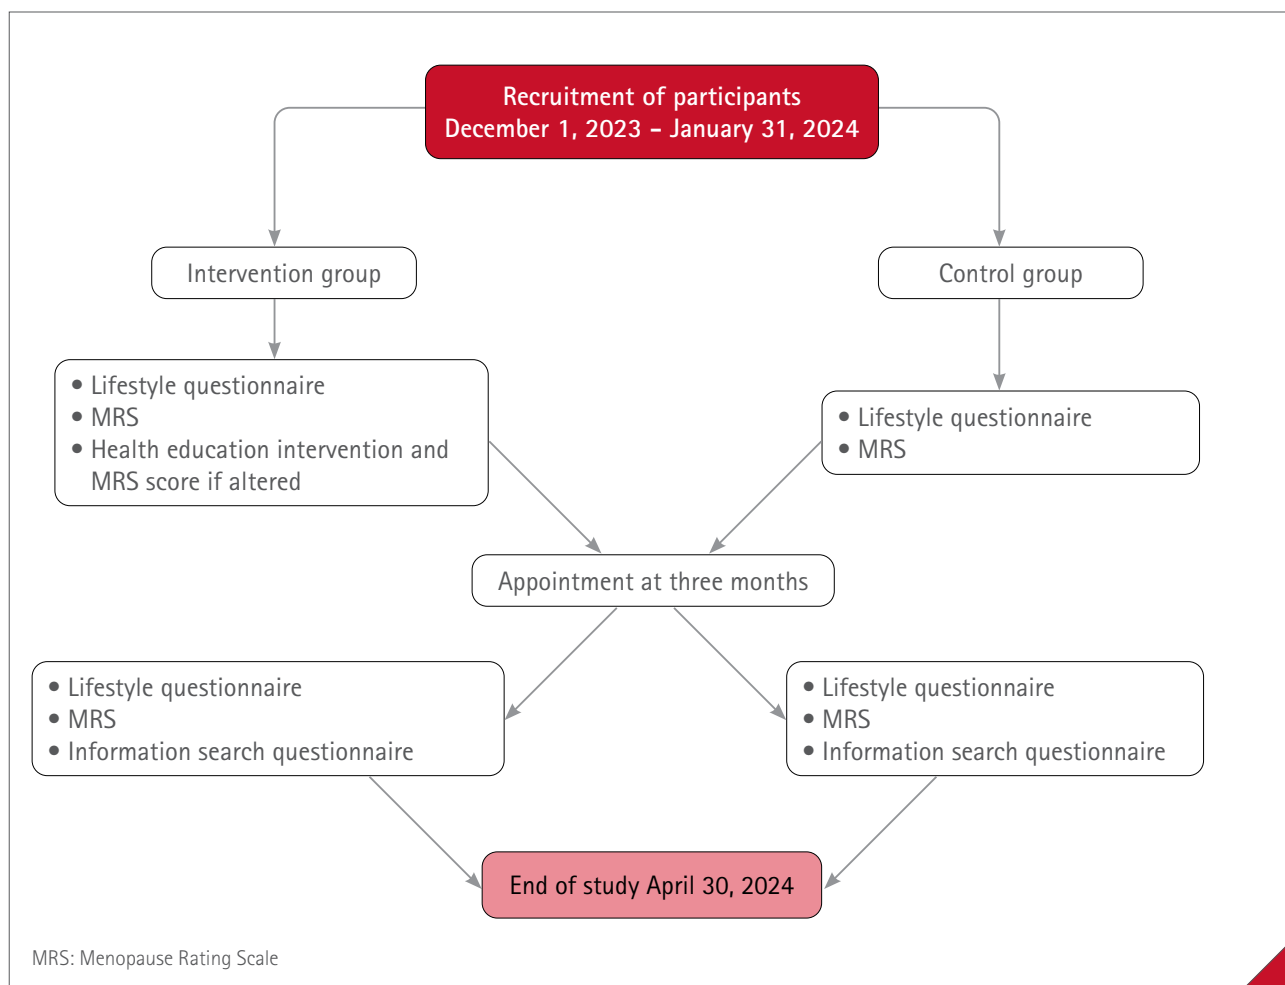 Recruitment of participants
December 1, 2023 – January 31, 2024
Intervention group
Control group
• Lifestyle questionnaire
• MRS
• Health education intervention and
MRS score if altered
• Lifestyle questionnaire
• MRS
Appointment at three months
• Lifestyle questionnaire
• MRS
• Information search questionnaire
• Lifestyle questionnaire
• MRS
• Information search questionnaire
End of study April 30, 2024
MRS: Menopause Rating Scale